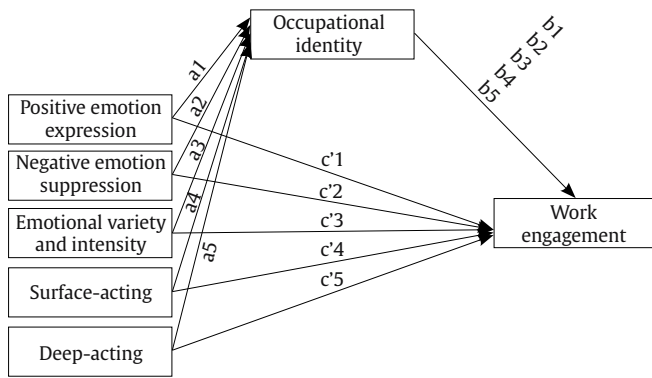 Occupational
identity
b1
b2
b3
b4
b5
a1
a2
a3
a4
a5
Positive emotion
expression
Negative emotion
suppression
Emotional variety
and intensity
Surface-acting
Deep-acting
c'1
c'2
c'3
c'4
c'5
Work
engagement